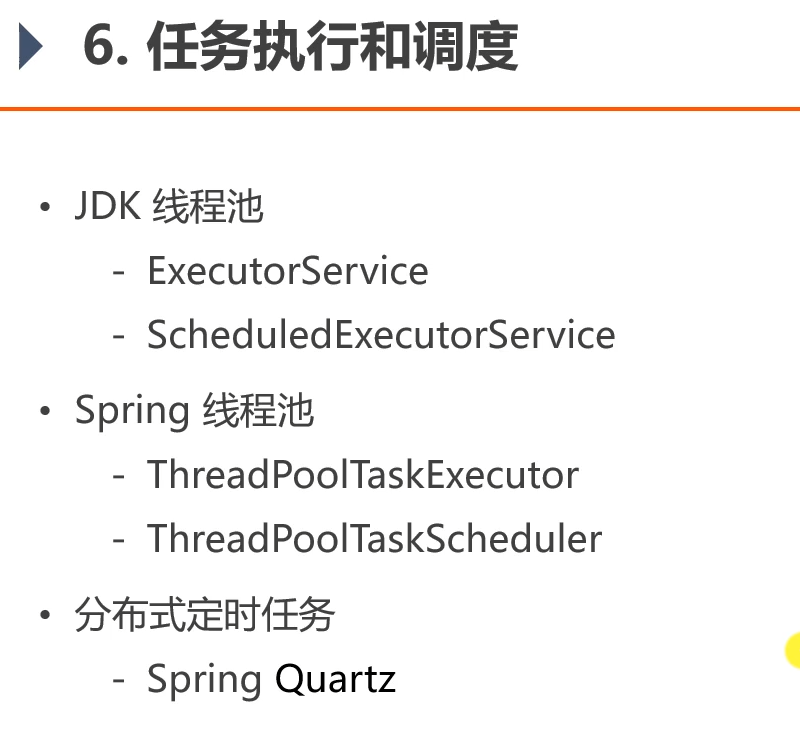 6. 任务执行和调度
• JDK 线程池
- ExecutorService
- ScheduledExecutorService
• Spring 线程池
- ThreadPoolTaskExecutor
- ThreadPoolTaskScheduler
• 分布式定时任务
- Spring Quartz